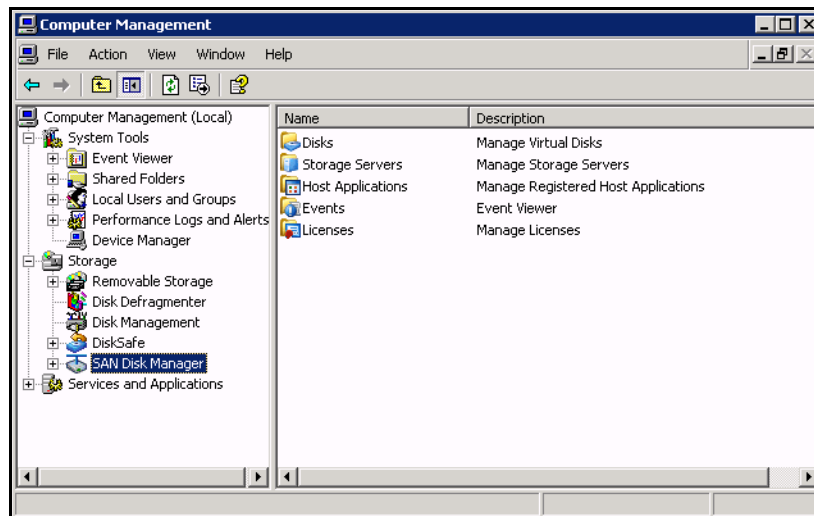 Computer Management
File Action View Window Help
Computer Management (Local)
System Tools
Event Viewer
Shared Folders
Local Users and Groups
Performance Logs and Alerts
Device Manager
Storage
Removable Storage
Disk Defragmenter
Disk Management
DiskSafe
SAN Disk Manager
Services and Applications
Name Description
Disks Manage Virtual Disks
Storage Servers Manage Storage Servers
Host Applications Manage Registered Host Applications
Events Event Viewer
Licenses Manage Licenses